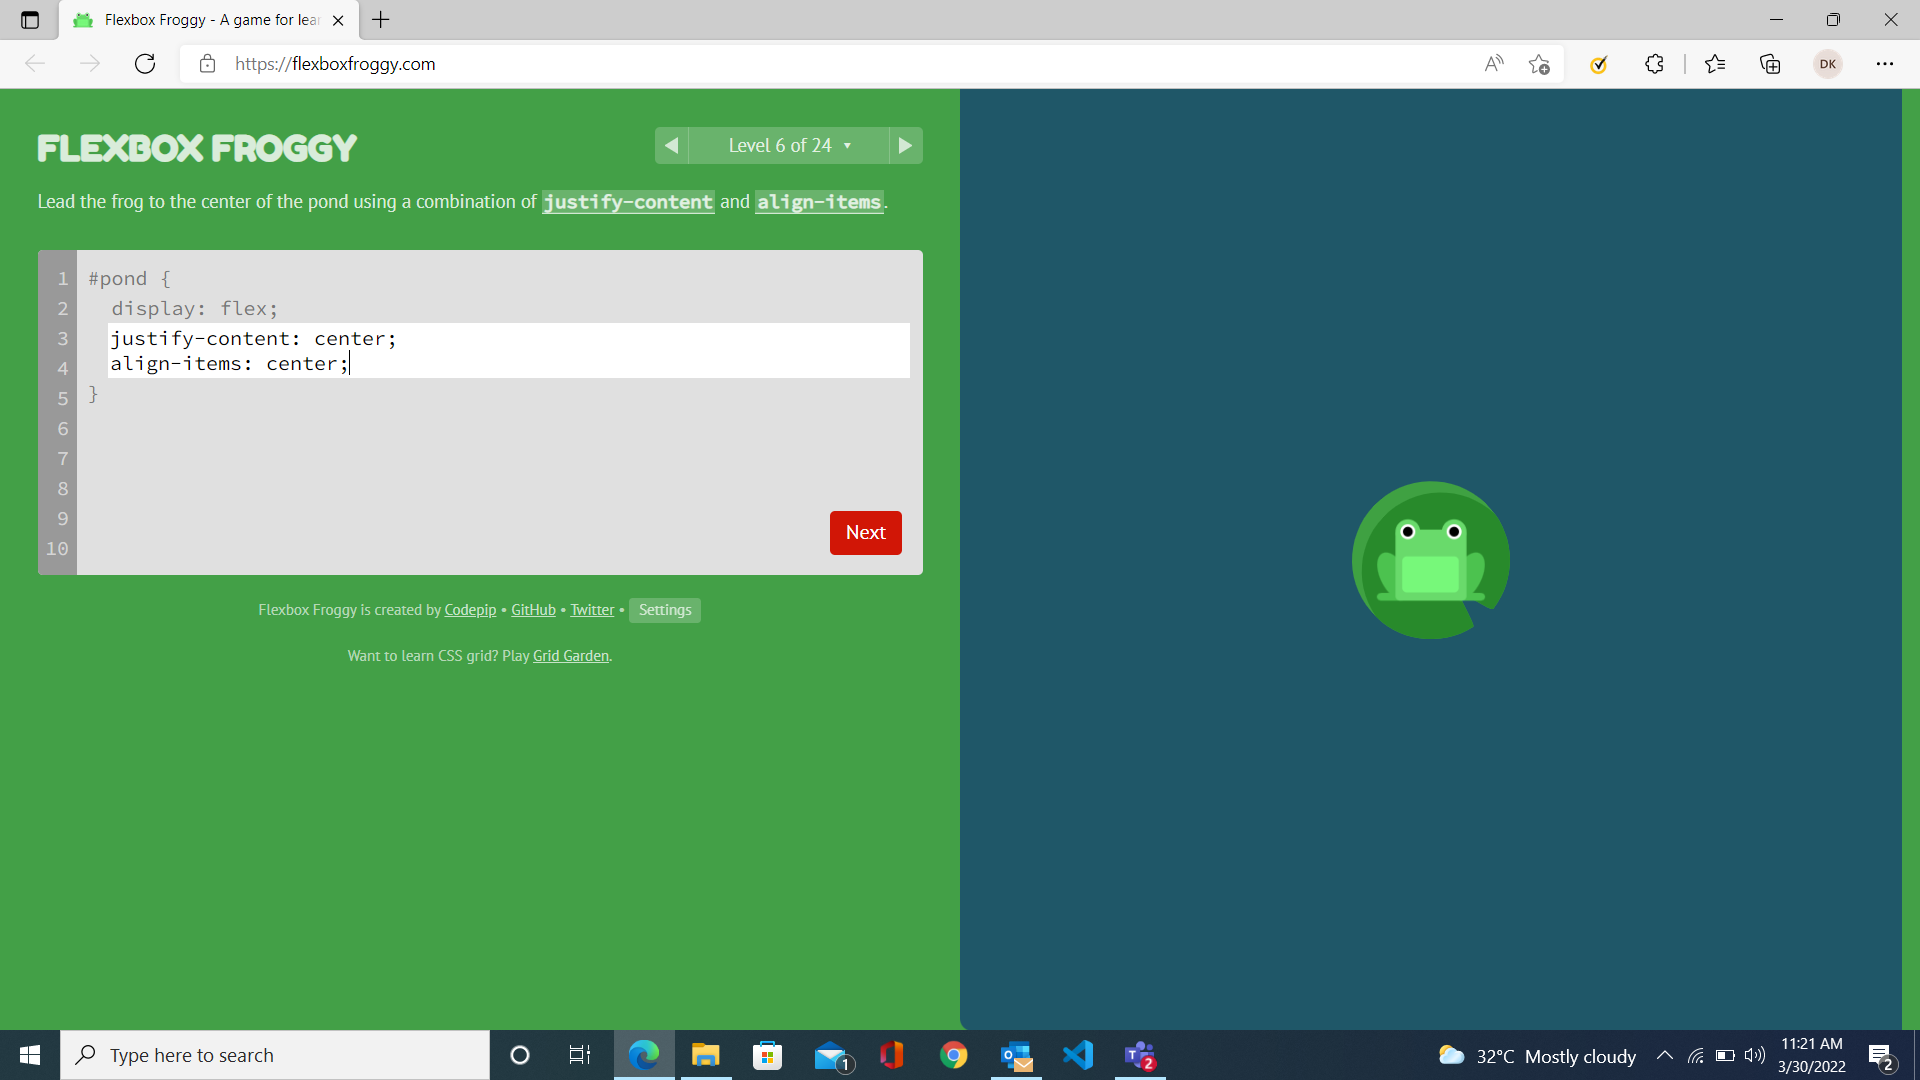 Flexbox Froggy - A game for lear
https://flexboxfroggy.com
DK
FLEXBOX FROGGY
Level 6 of 24
Lead the frog to the center of the pond using a combination of justify-content and align-items.
1 #pond {
2 display: flex;
3 justify-content: center;
4 align-items: center;
5 }
6
7
8
9
10
Next
Flexbox Froggy is created by Codepip • GitHub • Twitter • Settings
Want to learn CSS grid? Play Grid Garden.
Type here to search
1
2
32°C Mostly cloudy
11:21 AM
3/30/2022
2